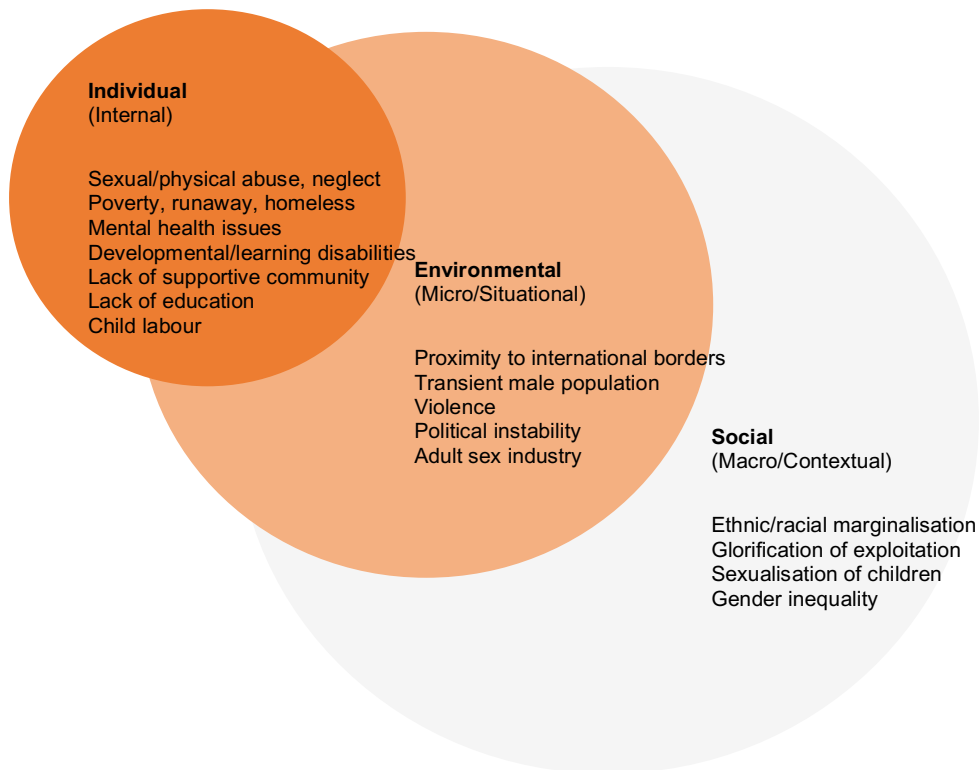 Individual
(Internal)
Sexual/physical abuse, neglect
Poverty, runaway, homeless
Mental health issues
Developmental/learning disabilities
Lack of supportive community
Lack of education
Child labour
Environmental
(Micro/Situational)
Proximity to international borders
Transient male population
Violence
Political instability
Adult sex industry
Social
(Macro/Contextual)
Ethnic/racial marginalisation
Glorification of exploitation
Sexualisation of children
Gender inequality